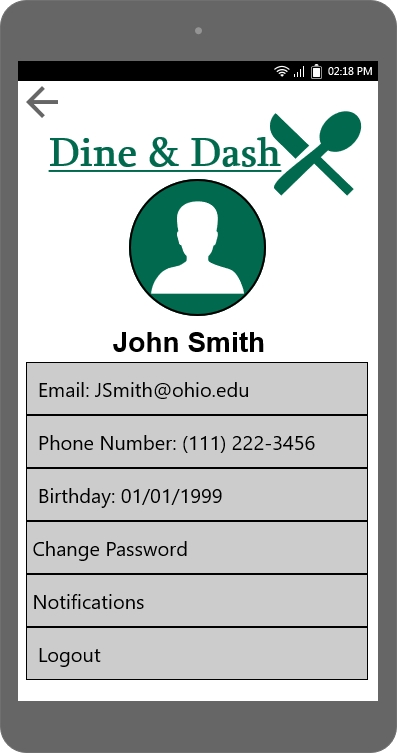 02:18 PM
Dine & Dash
John Smith
Email: JSmith@ohio.edu
Phone Number: (111) 222-3456
Birthday: 01/01/1999
Change Password
Notifications
Logout